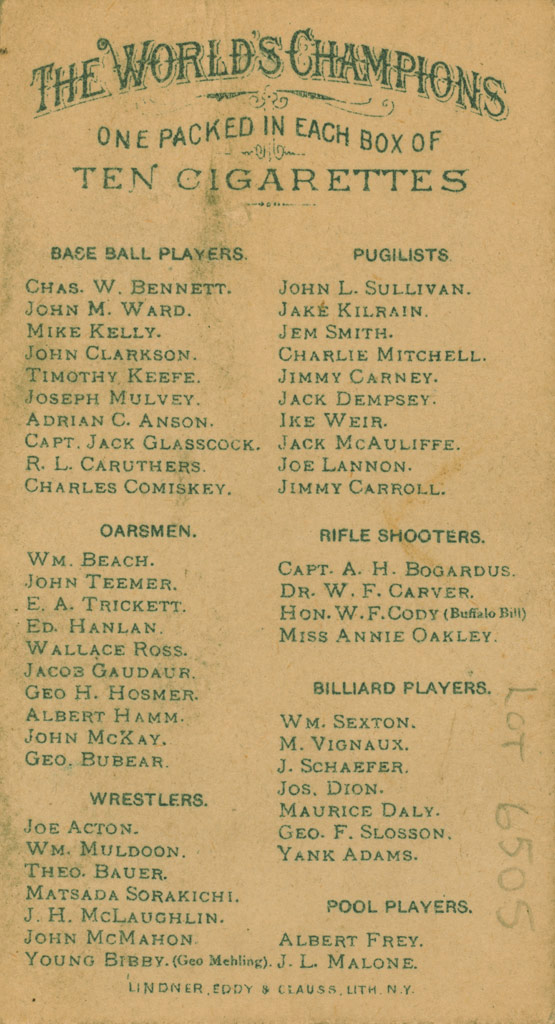 THE WORLD'S CHAMPIONS
ONE PACKED IN EACH BOX OF
TEN CIGARETTES
BASE BALL PLAYERS.
CHAS. W. BENNETT.
JOHN M. WARD.
MIKE KELLY.
JOHN CLARKSON.
TIMOTHY KEEFE.
JOSEPH MULVEY.
ADRIAN C. ANSON.
CAPT. JACK GLASSCOCK.
R. L. CARUTHERS.
CHARLES COMISKEY.
OARSMEN.
WM. BEACH.
JOHN TEEMER.
E. A. TRICKETT.
ED. HANLAN.
WALLACE ROSS.
JACOB GAUDAUR.
GEO H. HOSMER.
ALBERT HAMM.
JOHN MCKAY.
GEO. BUBEAR.
WRESTLERS.
JOE ACTON.
WM. MULDOON.
THEO. BAUER.
MATSADA SORAKICHI.
J. H. MCLAUGHLIN.
JOHN MCMAHON
YOUNG BIBBY. (Geo Mehling).
PUGILISTS
JOHN L. SULLIVAN.
JAKE KILRAIN.
JEM SMITH.
CHARLIE MITCHELL.
JIMMY CARNEY.
JACK DEMPSEY.
IKE WEIR.
JACK MCAULIFFE.
JOE LANNON.
JIMMY CARROLL.
RIFLE SHOOTERS.
CAPT. A. H. BOGARDUS.
DR. W. F. CARVER.
HON. W. F. CODY (Buffalo Bill)
MISS ANNIE OAKLEY.
BILLIARD PLAYERS.
WM. SEXTON.
M. VIGNAUX.
J. SCHAEFER.
JOS. DION.
MAURICE DALY.
GEO. F. SLOSSON.
YANK ADAMS.
POOL PLAYERS.
ALBERT FREY.
J. L. MALONE.
LINDNER, EDDY & CLAUSS, LITH. N.Y.
LOT 6505